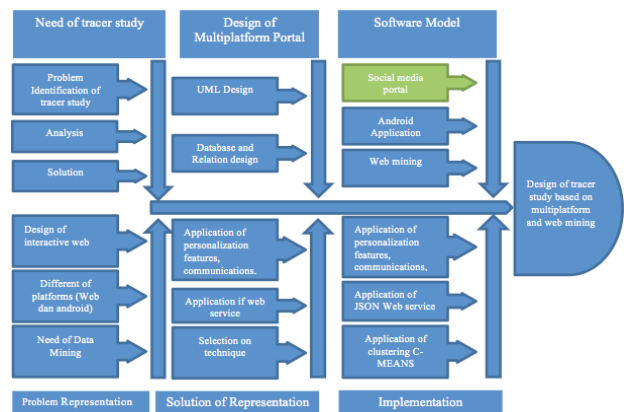 Need of tracer study
Design of
Multiplatform Portal
Software Model
Problem
Identification of
tracer study
Analysis
Solution
UML Design
Database and
Relation design
Social media
portal
Android
Application
Web mining
Design of tracer
study based on
multiplatform
and web mining
Design of
interactive web
Different of
platforms (Web
dan android)
Need of Data
Mining
Application of
personalization
features,
communications.
Application if web
service
Selection on
technique
Application of
personalization
features,
communications,
Application of
JSON Web service
Application of
clustering C-
MEANS
Problem Representation
Solution of Representation
Implementation